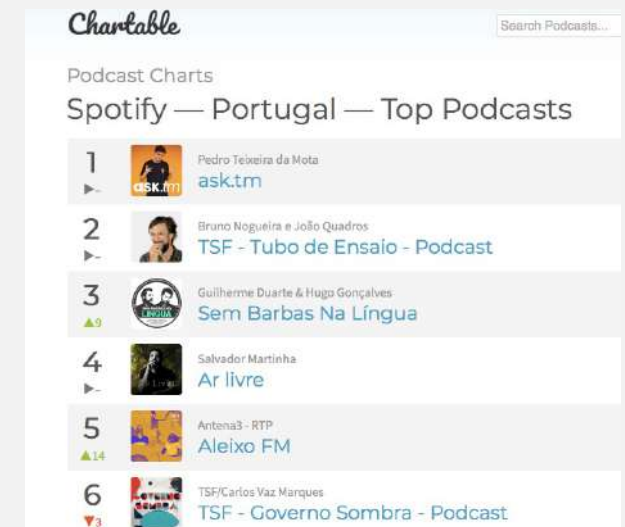 Chartable
Search Podcasts...
Podcast Charts
Spotify — Portugal — Top Podcasts
1
Pedro Teixeira da Mota
ask.tm
ask.tm
2
Bruno Nogueira e João Quadros
TSF - Tubo de Ensaio - Podcast
3
Guilherme Duarte & Hugo Gonçalves
Sem Barbas Na Língua
LÍNGUA
▲9
4
Salvador Martinha
Ar livre
5
Antena3 - RTP
Aleixo FM
▲14
6
TSF/Carlos Vaz Marques
TSF - Governo Sombra - Podcast
▼3